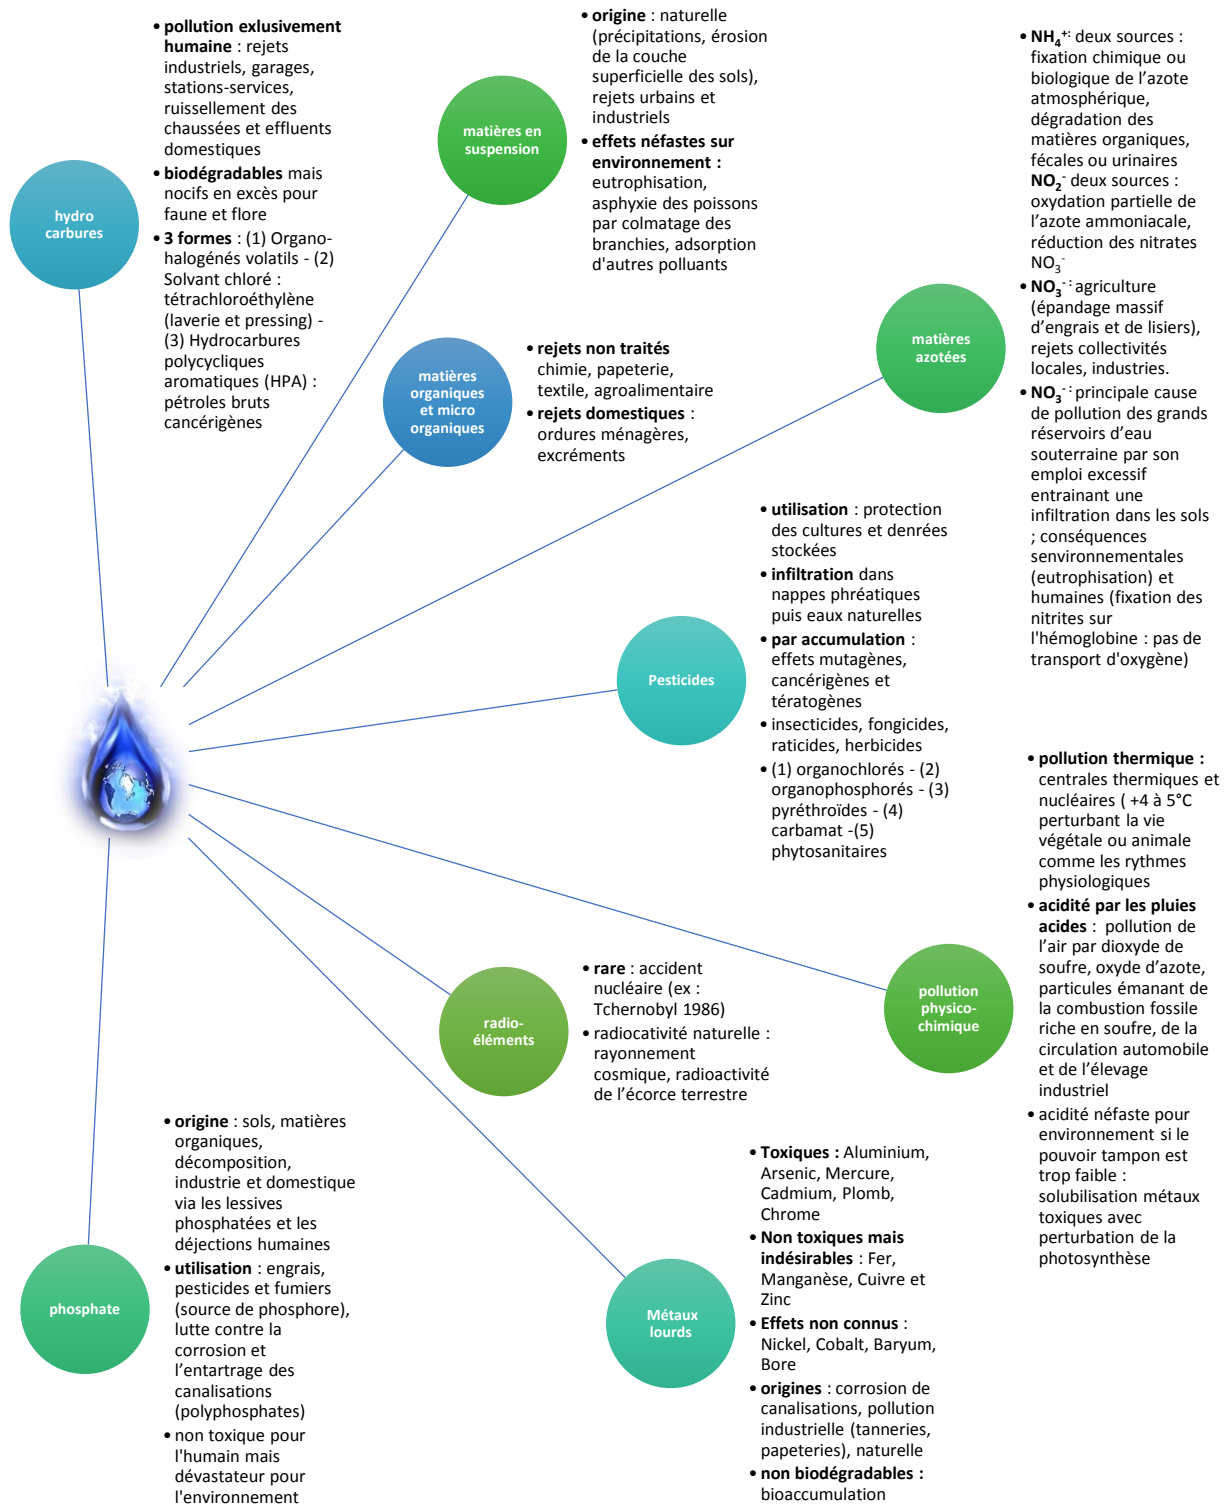 hydro
carbures
• pollution exlusivement
humaine : rejets
industriels, garages,
stations-services,
ruissellement des
chaussées et effluents
domestiques
• biodégradables mais
nocifs en excès pour
faune et flore
• 3 formes : (1) Organo-
halogénés volatils - (2)
Solvant chloré :
tétrachloroéthylène
(laverie et pressing) -
(3) Hydrocarbures
polycycliques
aromatiques (HPA) :
pétroles bruts
cancérigènes
matières en
suspension
• origine : naturelle
(précipitations, érosion
de la couche
superficielle des sols),
rejets urbains et
industriels
• effets néfastes sur
environnement :
eutrophisation,
asphyxie des poissons
par colmatage des
branchies, adsorption
d'autres polluants
matières
organiques
et micro
organiques
• rejets non traités
chimie, papeterie,
textile, agroalimentaire
• rejets domestiques :
ordures ménagères,
excréments
matières
azotées
• NH₄⁺: deux sources :
fixation chimique ou
biologique de l’azote
atmosphérique,
dégradation des
matières organiques,
fécales ou urinaires
NO₂⁻ deux sources :
oxydation partielle de
l’azote ammoniacale,
réduction des nitrates
NO₃⁻
• NO₃⁻ : agriculture
(épandage massif
d’engrais et de lisiers),
rejets collectivités
locales, industries.
• NO₃⁻ : principale cause
de pollution des grands
réservoirs d’eau
souterraine par son
emploi excessif
entrainant une
infiltration dans les sols
; conséquences
senvironnementales
(eutrophisation) et
humaines (fixation des
nitrites sur
l'hémoglobine : pas de
transport d'oxygène)
Pesticides
• utilisation : protection
des cultures et denrées
stockées
• infiltration dans
nappes phréatiques
puis eaux naturelles
• par accumulation :
effets mutagènes,
cancérigènes et
tératogènes
• insecticides, fongicides,
raticides, herbicides
• (1) organochlorés - (2)
organophosphorés - (3)
pyréthroïdes - (4)
carbamat -(5)
phytosanitaires
pollution
physico-
chimique
• pollution thermique :
centrales thermiques et
nucléaires ( +4 à 5°C
perturbant la vie
végétale ou animale
comme les rythmes
physiologiques
• acidité par les pluies
acides : pollution de
l’air par dioxyde de
soufre, oxyde d’azote,
particules émanant de
la combustion fossile
riche en soufre, de la
circulation automobile
et de l’élevage
industriel
• acidité néfaste pour
environnement si le
pouvoir tampon est
trop faible :
solubilisation métaux
toxiques avec
perturbation de la
photosynthèse
radio-
éléments
• rare : accident
nucléaire (ex :
Tchernobyl 1986)
• radiocativité naturelle :
rayonnement
cosmique, radioactivité
de l’écorce terrestre
Métaux
lourds
• Toxiques : Aluminium,
Arsenic, Mercure,
Cadmium, Plomb,
Chrome
• Non toxiques mais
indésirables : Fer,
Manganèse, Cuivre et
Zinc
• Effets non connus :
Nickel, Cobalt, Baryum,
Bore
• origines : corrosion de
canalisations, pollution
industrielle (tanneries,
papeteries), naturelle
• non biodégradables :
bioaccumulation
phosphate
• origine : sols, matières
organiques,
décomposition,
industrie et domestique
via les lessives
phosphatées et les
déjections humaines
• utilisation : engrais,
pesticides et fumiers
(source de phosphore),
lutte contre la
corrosion et
l’entartrage des
canalisations
(polyphosphates)
• non toxique pour
l'humain mais
dévastateur pour
l'environnement